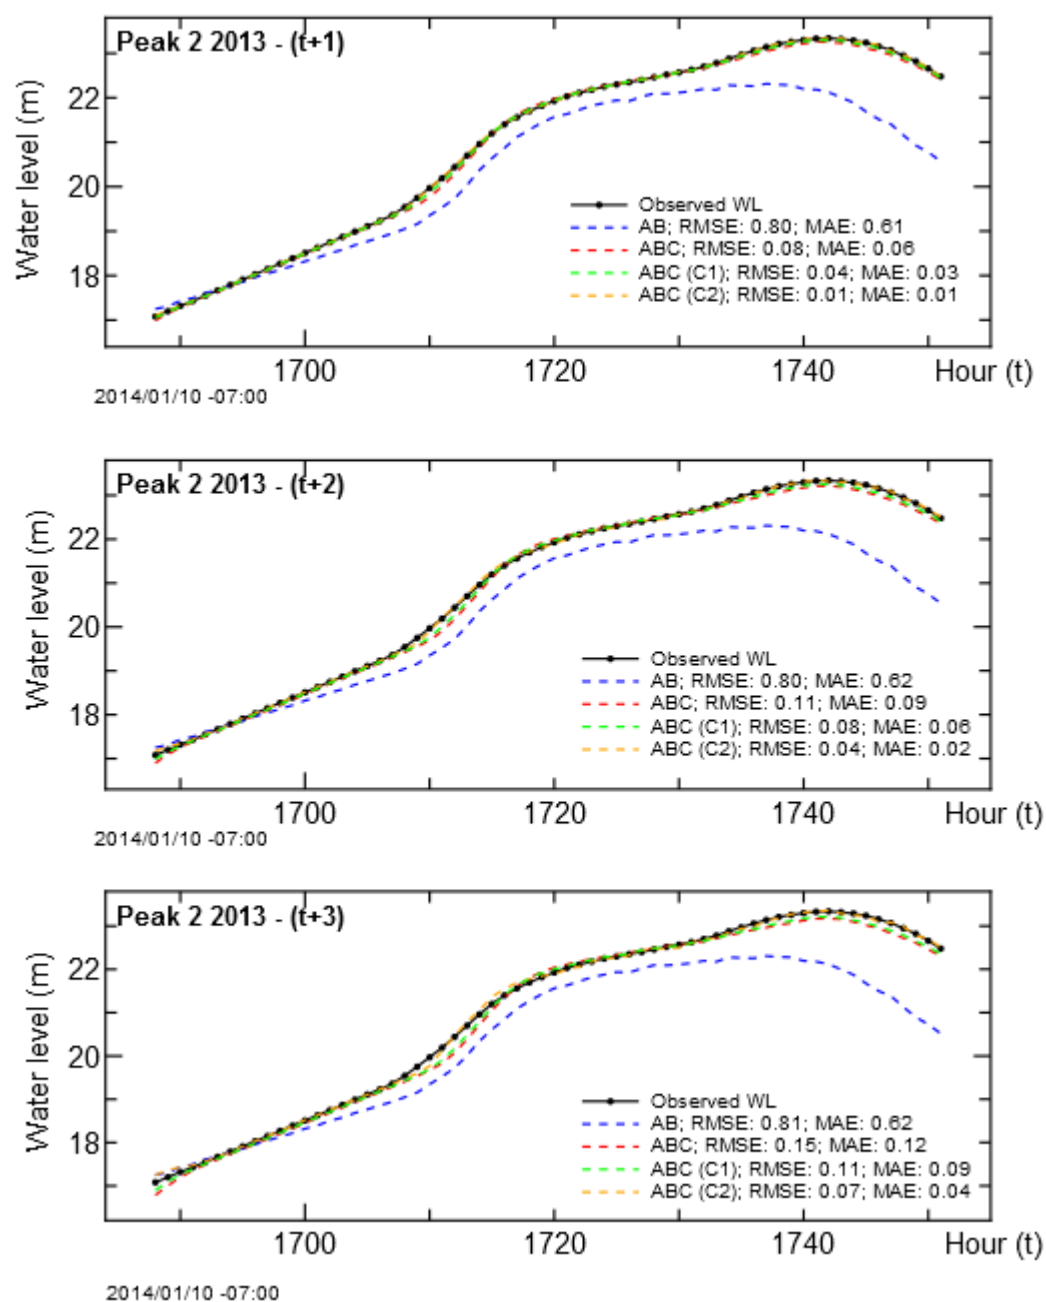 Peak 2 2013 - (t+1)
Water level (m)
22
20
18
Observed WL
AB; RMSE: 0.80; MAE: 0.61
ABC; RMSE: 0.08; MAE: 0.06
ABC (C1); RMSE: 0.04; MAE: 0.03
ABC (C2); RMSE: 0.01; MAE: 0.01
1700 1720 1740 Hour (t)
2014/01/10 -07:00
Peak 2 2013 - (t+2)
Water level (m)
22
20
18
Observed WL
AB; RMSE: 0.80; MAE: 0.62
ABC; RMSE: 0.11; MAE: 0.09
ABC (C1); RMSE: 0.08; MAE: 0.06
ABC (C2); RMSE: 0.04; MAE: 0.02
1700 1720 1740 Hour (t)
2014/01/10 -07:00
Peak 2 2013 - (t+3)
Water level (m)
22
20
18
Observed WL
AB; RMSE: 0.81; MAE: 0.62
ABC; RMSE: 0.15; MAE: 0.12
ABC (C1); RMSE: 0.11; MAE: 0.09
ABC (C2); RMSE: 0.07; MAE: 0.04
1700 1720 1740 Hour (t)
2014/01/10 -07:00